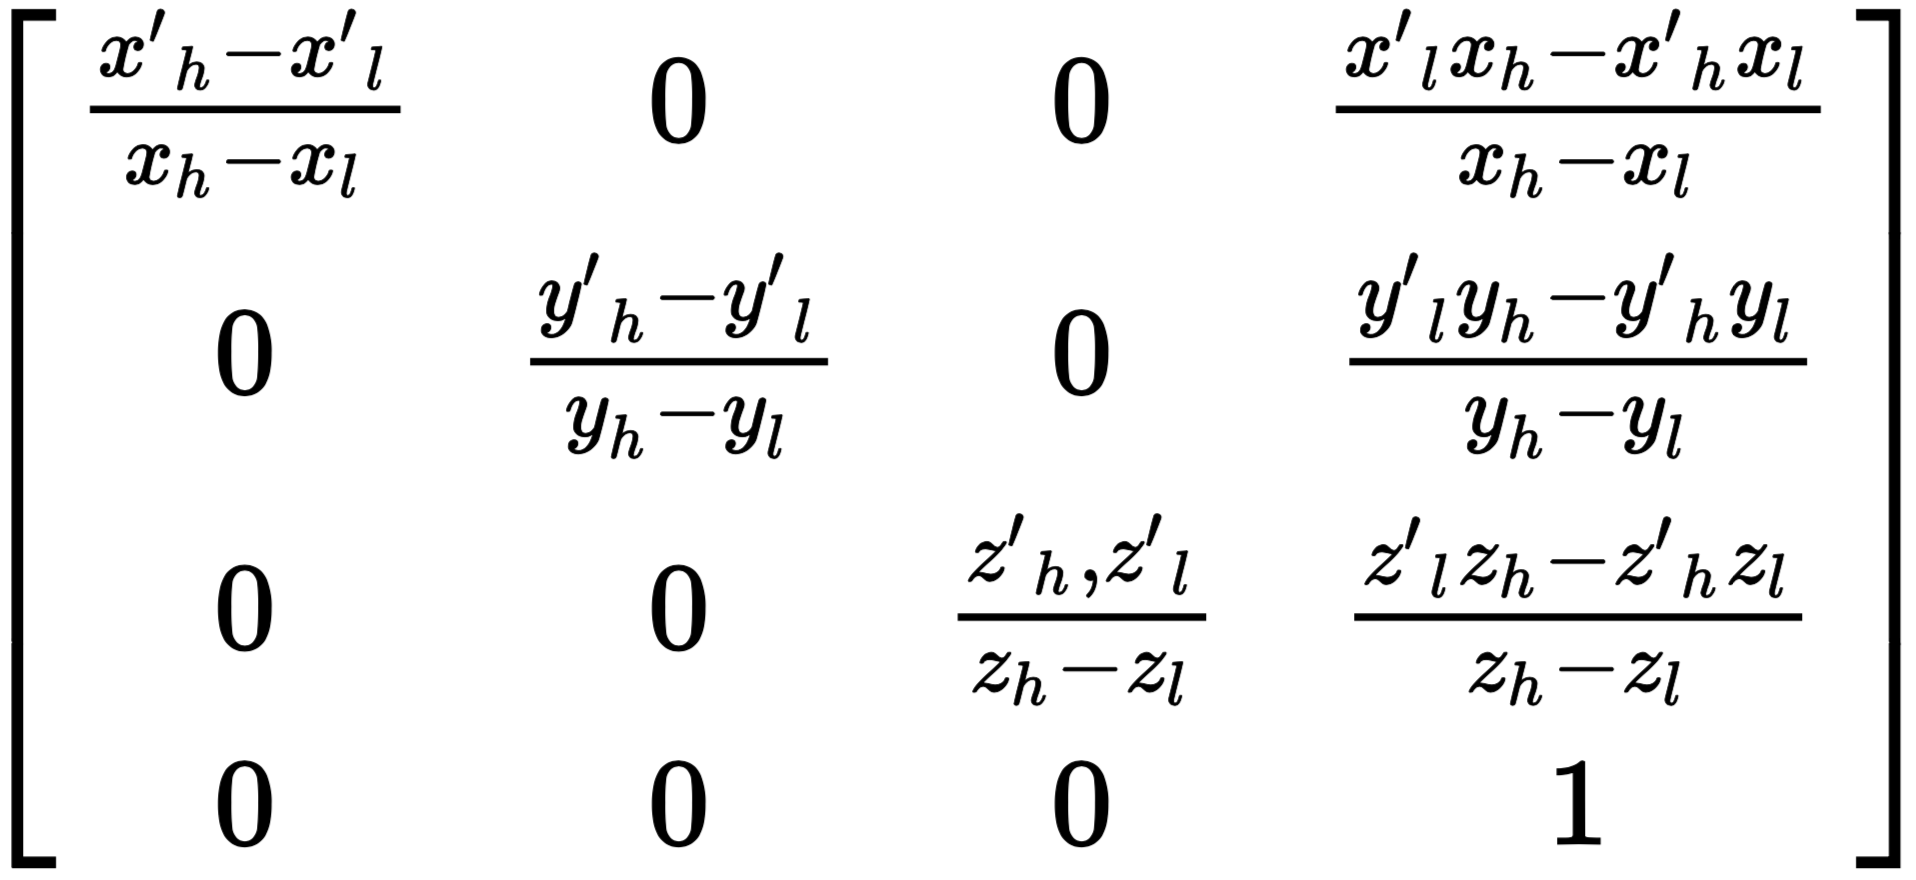 [ (x′_h − x′_l)/(x_h − x_l) 0 0 (x′_l x_h − x′_h x_l)/(x_h − x_l) ]
[ 0 (y′_h − y′_l)/(y_h − y_l) 0 (y′_l y_h − y′_h y_l)/(y_h − y_l) ]
[ 0 0 (z′_h , z′_l)/(z_h − z_l) (z′_l z_h − z′_h z_l)/(z_h − z_l) ]
[ 0 0 0 1 ]